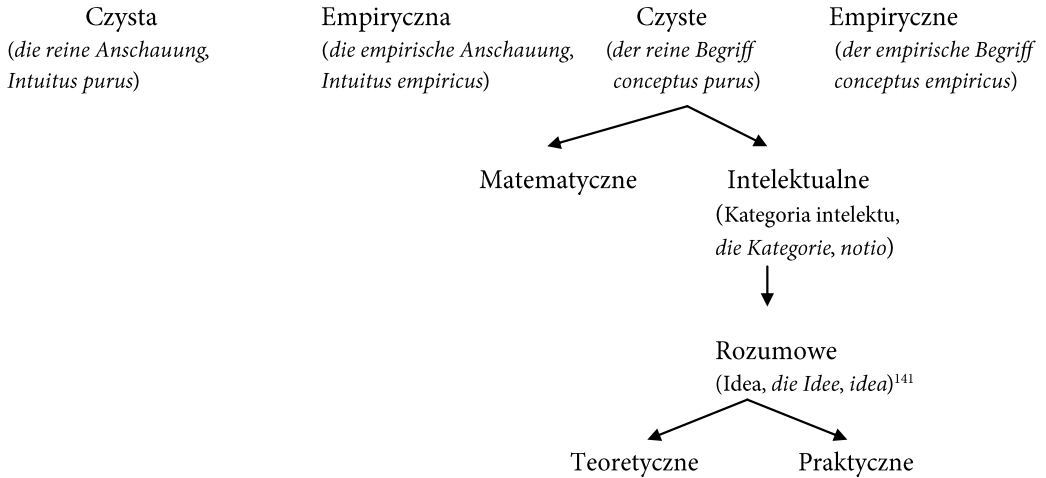 Czysta Empiryczna Czyste Empiryczne
(die reine Anschauung, (die empirische Anschauung, (der reine Begriff (der empirische Begriff
Intuitus purus) Intuitus empiricus) conceptus purus) conceptus empiricus)
Matematyczne Intelektualne
(Kategoria intelektu,
die Kategorie, notio)
Rozumowe
(Idea, die Idee, idea)141
Teoretyczne Praktyczne